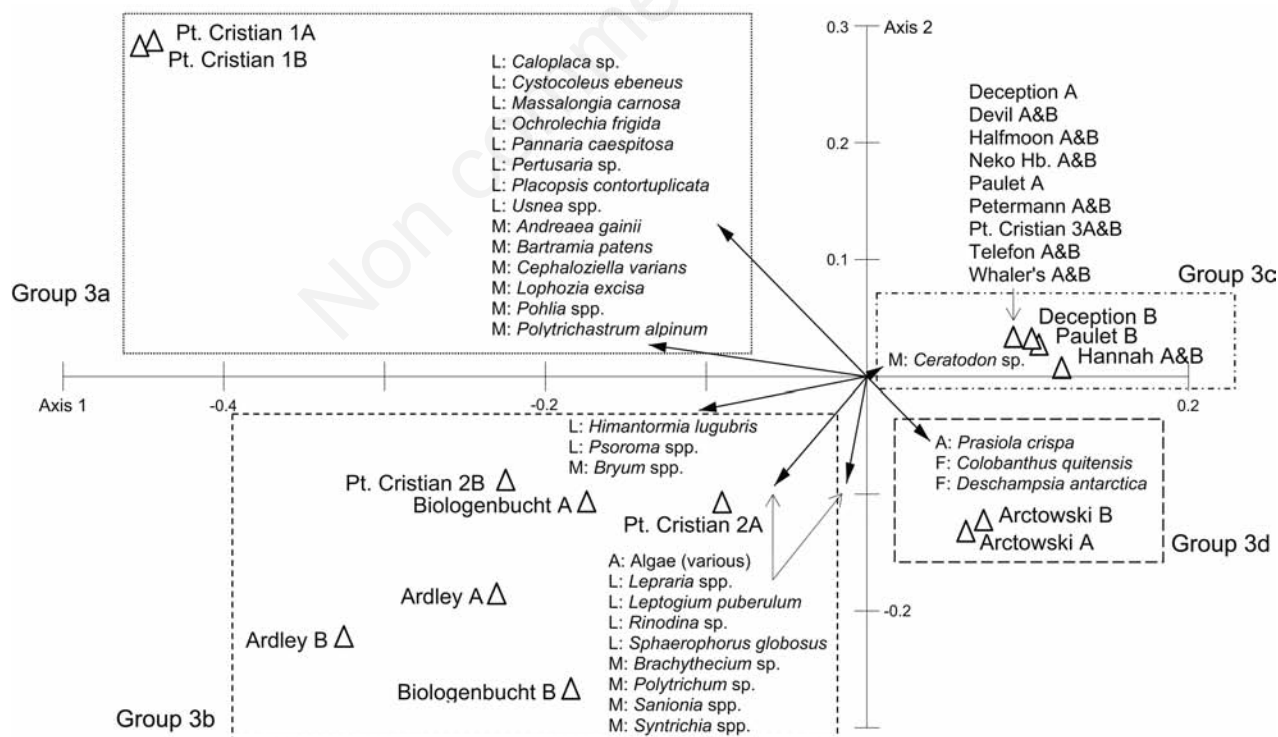 Non comme
Pt. Cristian 1A
Pt. Cristian 1B
L: Caloplaca sp.
L: Cystocoleus ebeneus
L: Massalongia carnosa
L: Ochrolechia frigida
L: Pannaria caespitosa
L: Pertusaria sp.
L: Placopsis contortuplicata
L: Usnea spp.
M: Andreaea gainii
M: Bartramia patens
M: Cephaloziella varians
M: Lophozia excisa
M: Pohlia spp.
M: Polytrichastrum alpinum
Group 3a
0.3
Axis 2
0.2
0.1
Deception A
Devil A&B
Halfmoon A&B
Neko Hb. A&B
Paulet A
Petermann A&B
Pt. Cristian 3A&B
Telefon A&B
Whaler's A&B
Group 3c
Deception B
Paulet B
Hannah A&B
M: Ceratodon sp.
-1
Axis 1
-0.4
-0.2
0.2
L: Himantormia lugubris
L: Psoroma spp.
M: Bryum spp.
Pt. Cristian 2B
Biologenbucht A
Pt. Cristian 2A
Ardley A
Ardley B
Biologenbucht B
Group 3b
A: Algae (various)
L: Lepraria spp.
L: Leptogium puberulum
L: Rinodina sp.
L: Sphaerophorus globosus
M: Brachythecium sp.
M: Polytrichum sp.
M: Sanionia spp.
M: Syntrichia spp.
A: Prasiola crispa
F: Colobanthus quitensis
F: Deschampsia antarctica
Arctowski B
Arctowski A
Group 3d
-0.2